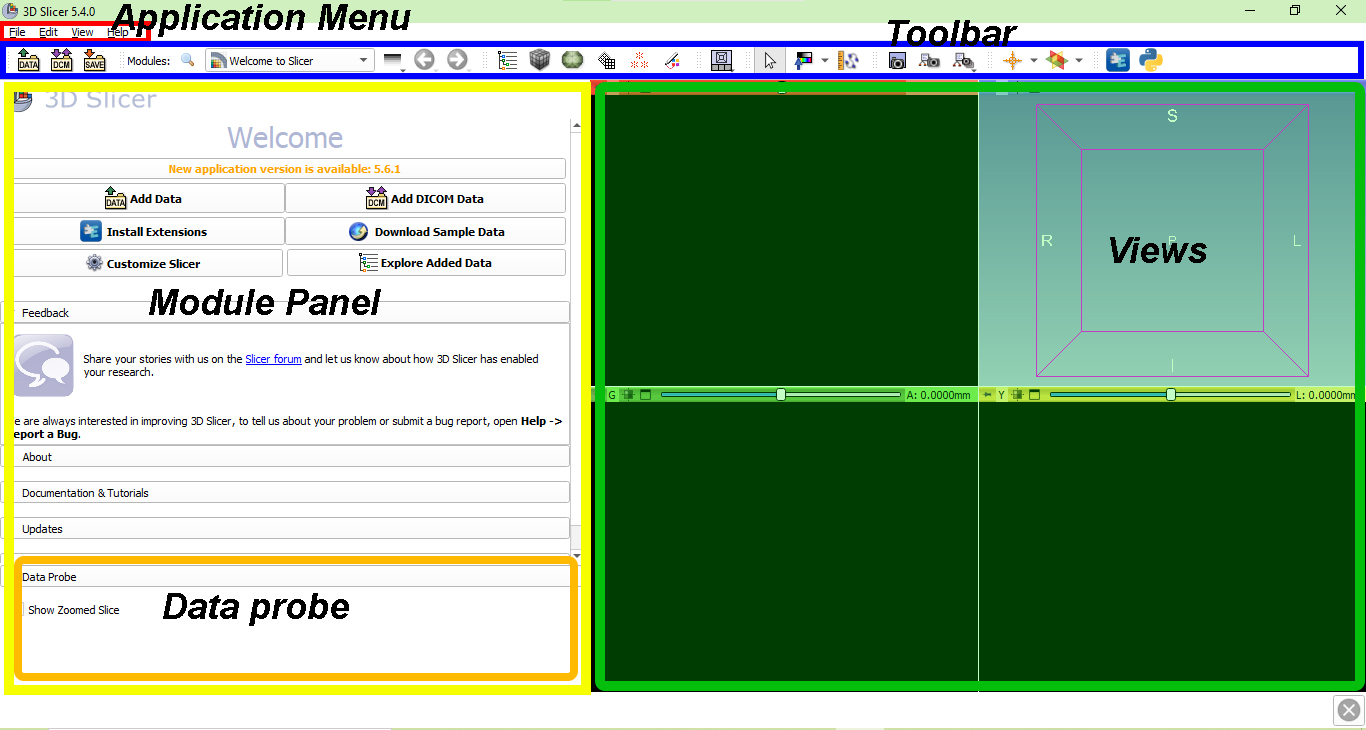 3D Slicer 5.4.0
Application Menu
File Edit View Help
Toolbar
DATA DCM SAVE Modules: Welcome to Slicer
3D Slicer
Welcome
New application version is available: 5.6.1
DATA Add Data
DCM Add DICOM Data
Install Extensions
Download Sample Data
Customize Slicer
Explore Added Data
Module Panel
Feedback
Share your stories with us on the Slicer forum and let us know about how 3D Slicer has enabled
your research.
e are always interested in improving 3D Slicer, to tell us about your problem or submit a bug report, open Help ->
eport a Bug.
About
Documentation & Tutorials
Updates
Data Probe
Show Zoomed Slice
Data probe
S
R
P
L
I
Views
G
A: 0.0000mm
Y
L: 0.0000mm